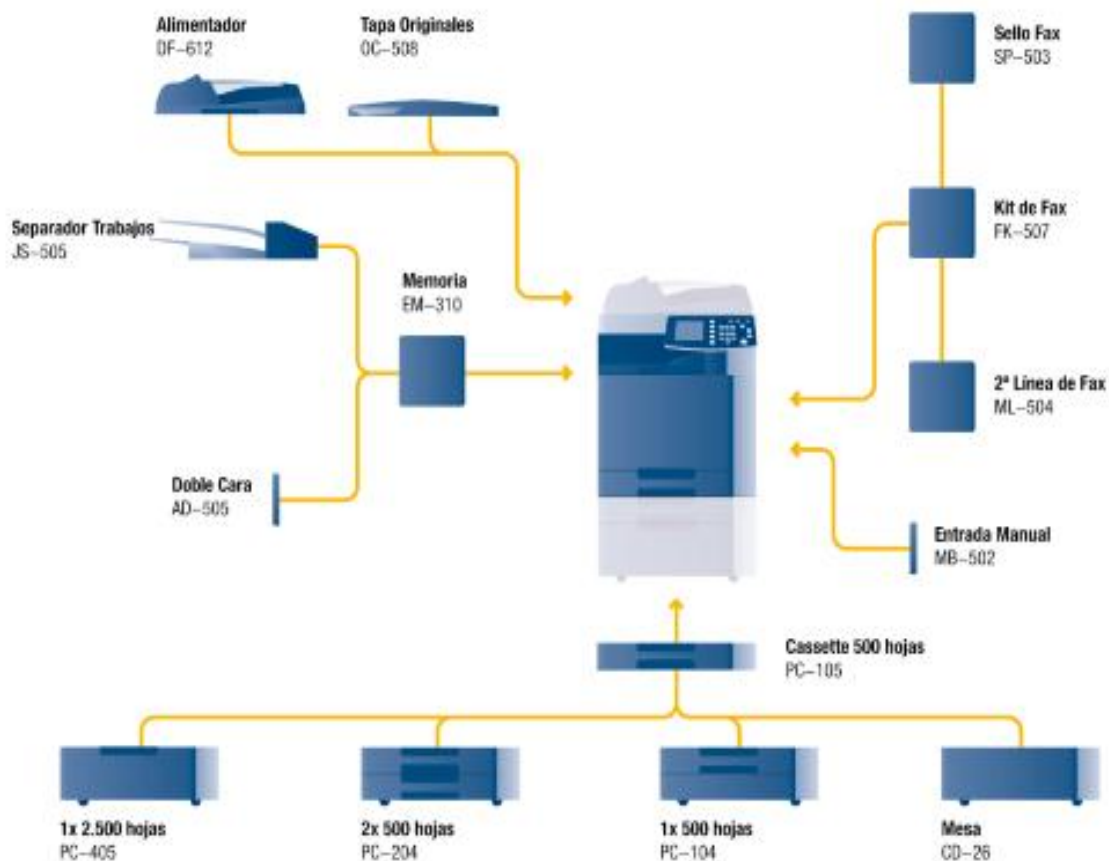 Alimentador
DF-612
Tapa Originales
OC-508
Sello Fax
SP-503
Separador Trabajos
JS-505
Memoria
EM-310
Kit de Fax
FK-507
2ª Linea de Fax
ML-504
Doble Cara
AD-505
Entrada Manual
MB-502
Cassette 500 hojas
PC-105
1x 2.500 hojas
PC-405
2x 500 hojas
PC-204
1x 500 hojas
PC-104
Mesa
CD-26